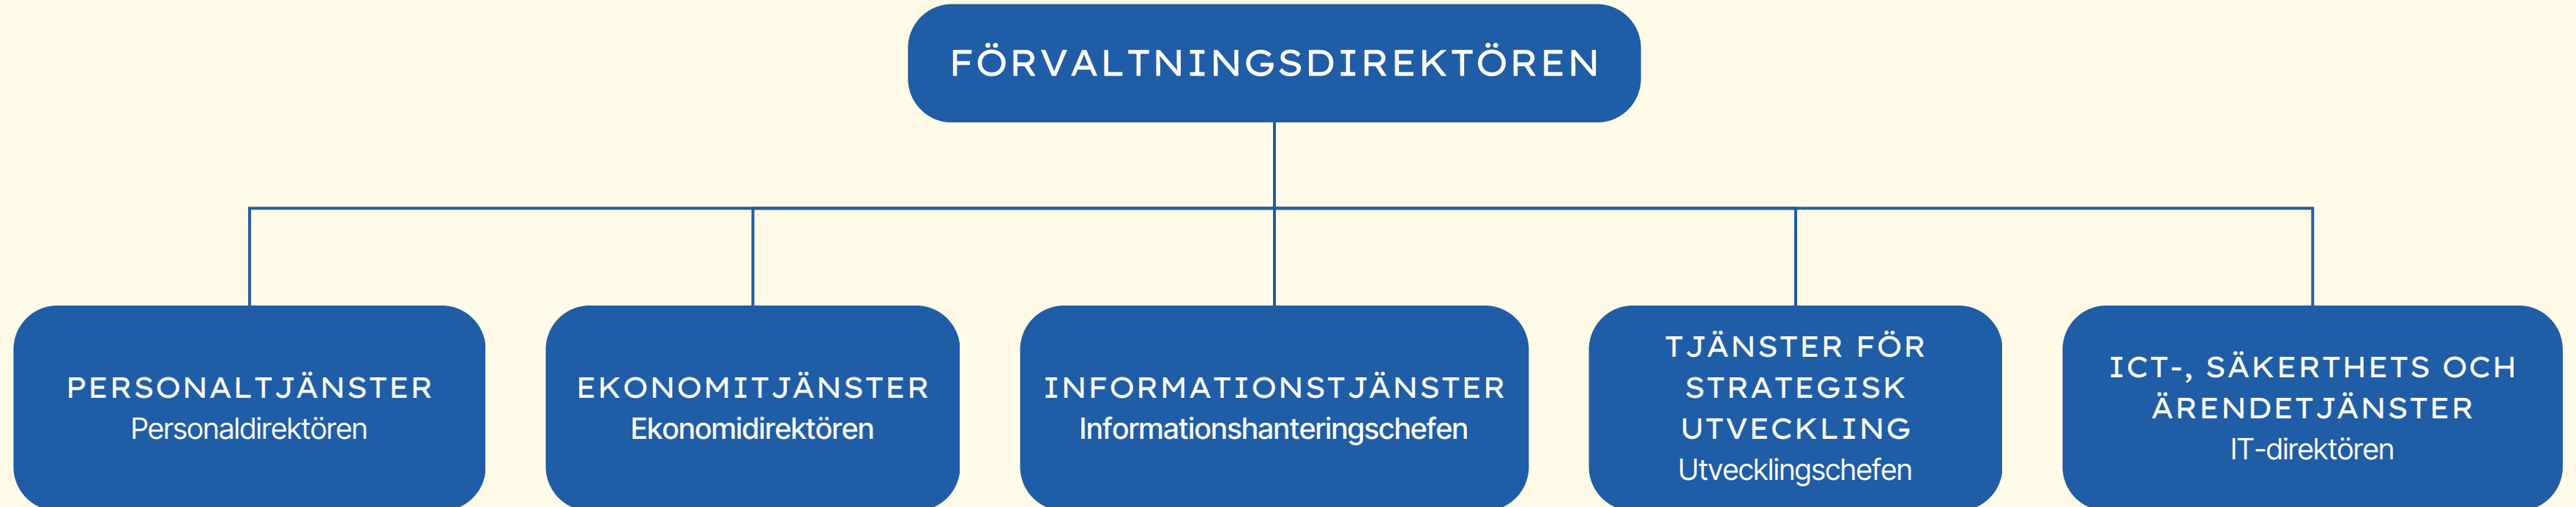 FÖRVALTNINGSDIREKTÖREN
PERSONALTJÄNSTER
Personaldirektören
EKONOMITJÄNSTER
Ekonomidirektören
INFORMATIONSTJÄNSTER
Informationshanteringschefen
TJÄNSTER FÖR
STRATEGISK
UTVECKLING
Utvecklingschefen
ICT-, SÄKERTHETS OCH
ÄRENDETJÄNSTER
IT-direktören